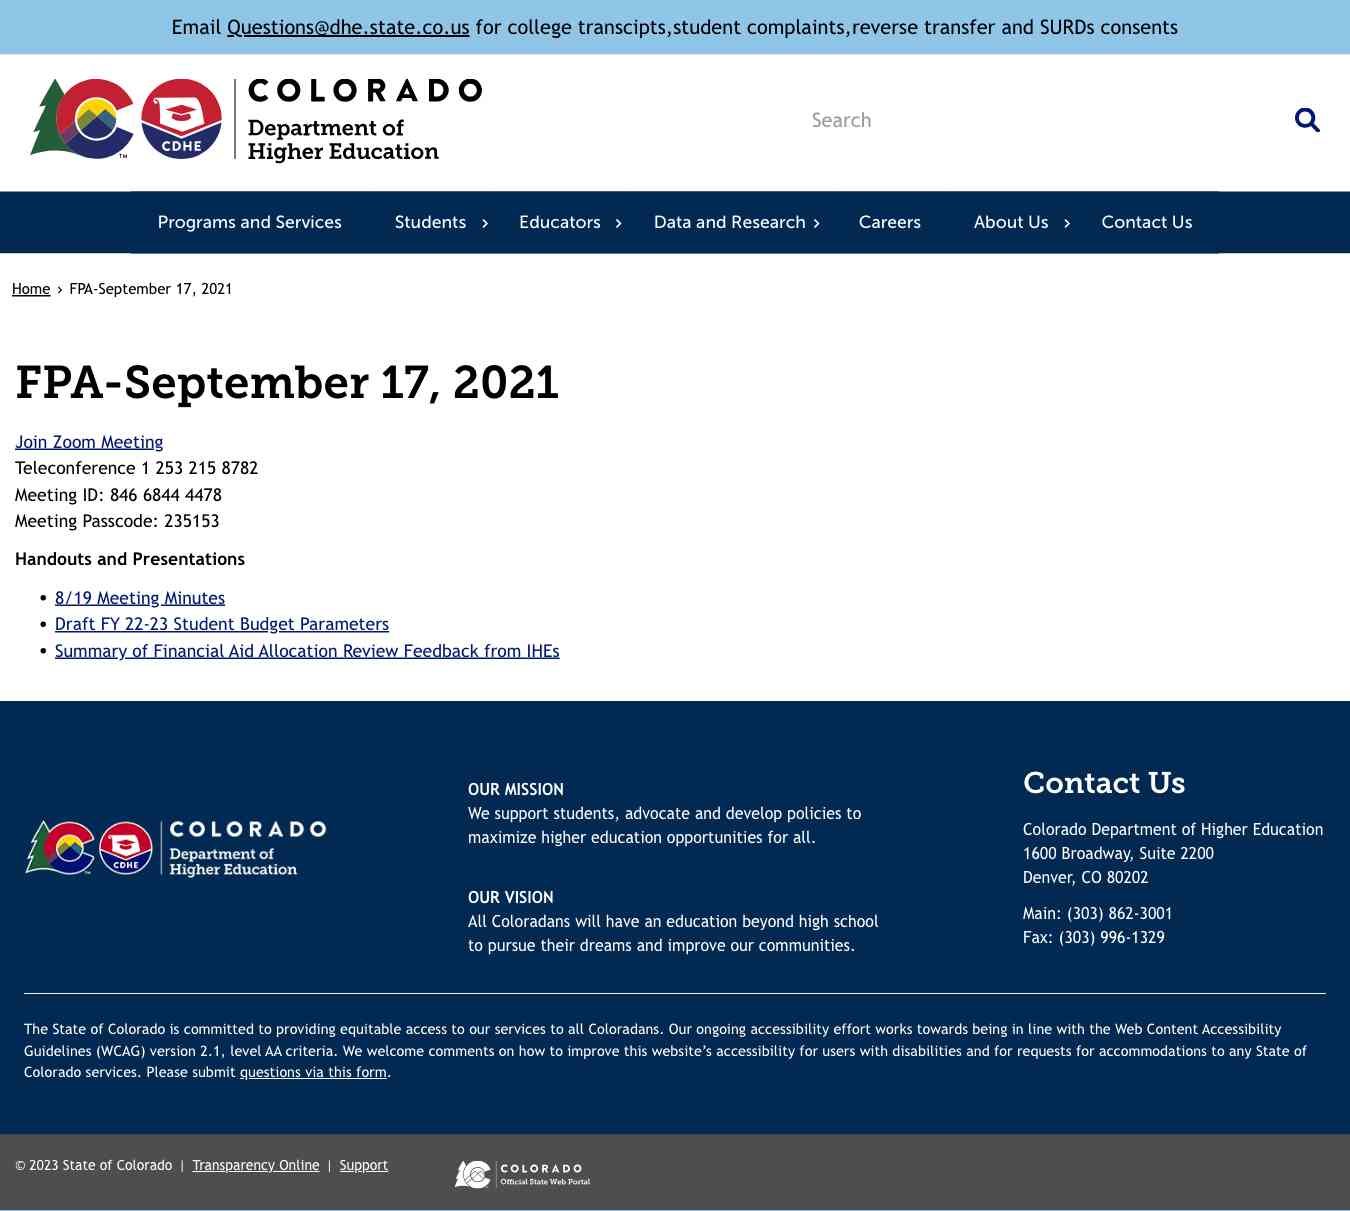 Email Questions@dhe.state.co.us for college transcipts,student complaints,reverse transfer and SURDs consents
CDHE
TM
COLORADO
Department of
Higher Education
Search
Programs and Services
Students
Educators
Data and Research
Careers
About Us
Contact Us
Home › FPA-September 17, 2021
FPA-September 17, 2021
Join Zoom Meeting
Teleconference 1 253 215 8782
Meeting ID: 846 6844 4478
Meeting Passcode: 235153
Handouts and Presentations
• 8/19 Meeting Minutes
• Draft FY 22-23 Student Budget Parameters
• Summary of Financial Aid Allocation Review Feedback from IHEs
CDHE
TM
COLORADO
Department of
Higher Education
OUR MISSION
We support students, advocate and develop policies to
maximize higher education opportunities for all.
OUR VISION
All Coloradans will have an education beyond high school
to pursue their dreams and improve our communities.
Contact Us
Colorado Department of Higher Education
1600 Broadway, Suite 2200
Denver, CO 80202
Main: (303) 862-3001
Fax: (303) 996-1329
The State of Colorado is committed to providing equitable access to our services to all Coloradans. Our ongoing accessibility effort works towards being in line with the Web Content Accessibility
Guidelines (WCAG) version 2.1, level AA criteria. We welcome comments on how to improve this website’s accessibility for users with disabilities and for requests for accommodations to any State of
Colorado services. Please submit questions via this form.
© 2023 State of Colorado | Transparency Online | Support
COLORADO
Official State Web Portal